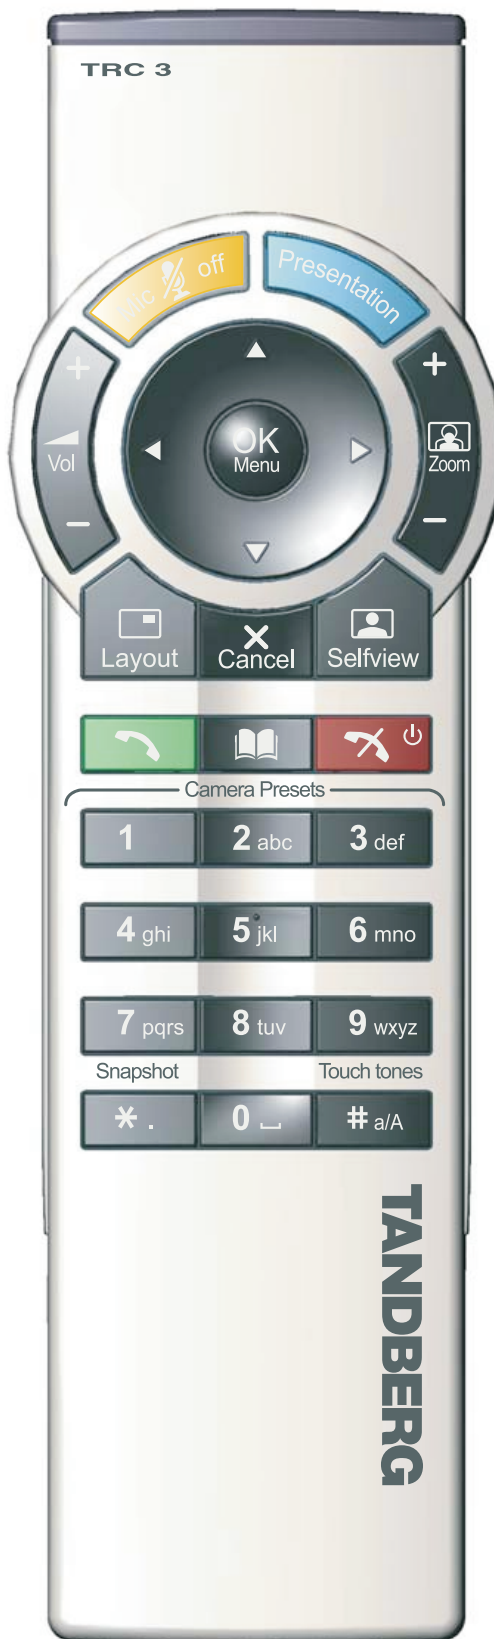 TRC 3
Mic off
Presentation
+
+
OK
Menu
Vol
Zoom
–
–
Layout
Cancel
Selfview
Camera Presets
1
2 abc
3 def
4 ghi
5 jkl
6 mno
7 pqrs
8 tuv
9 wxyz
Snapshot
Touch tones
* .
0 ⎵
# a/A
TANDBERG